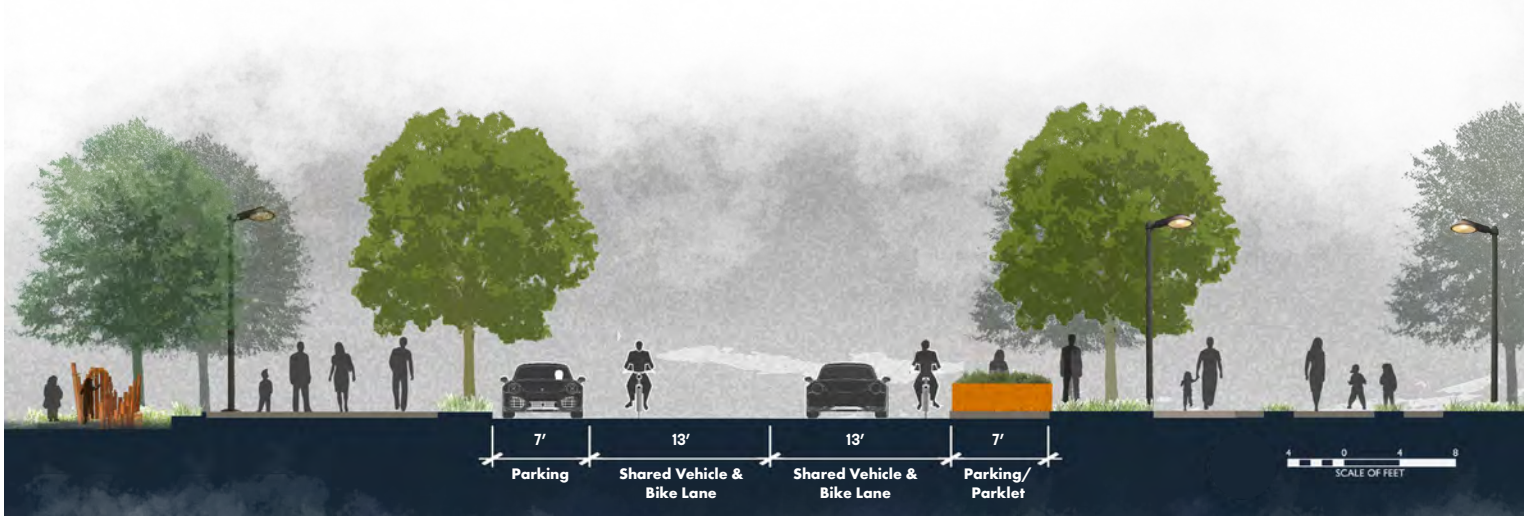 7’
13’
13’
7’
Parking
Shared Vehicle &
Bike Lane
Shared Vehicle &
Bike Lane
Parking/
Parklet
4 0 4 8
SCALE OF FEET